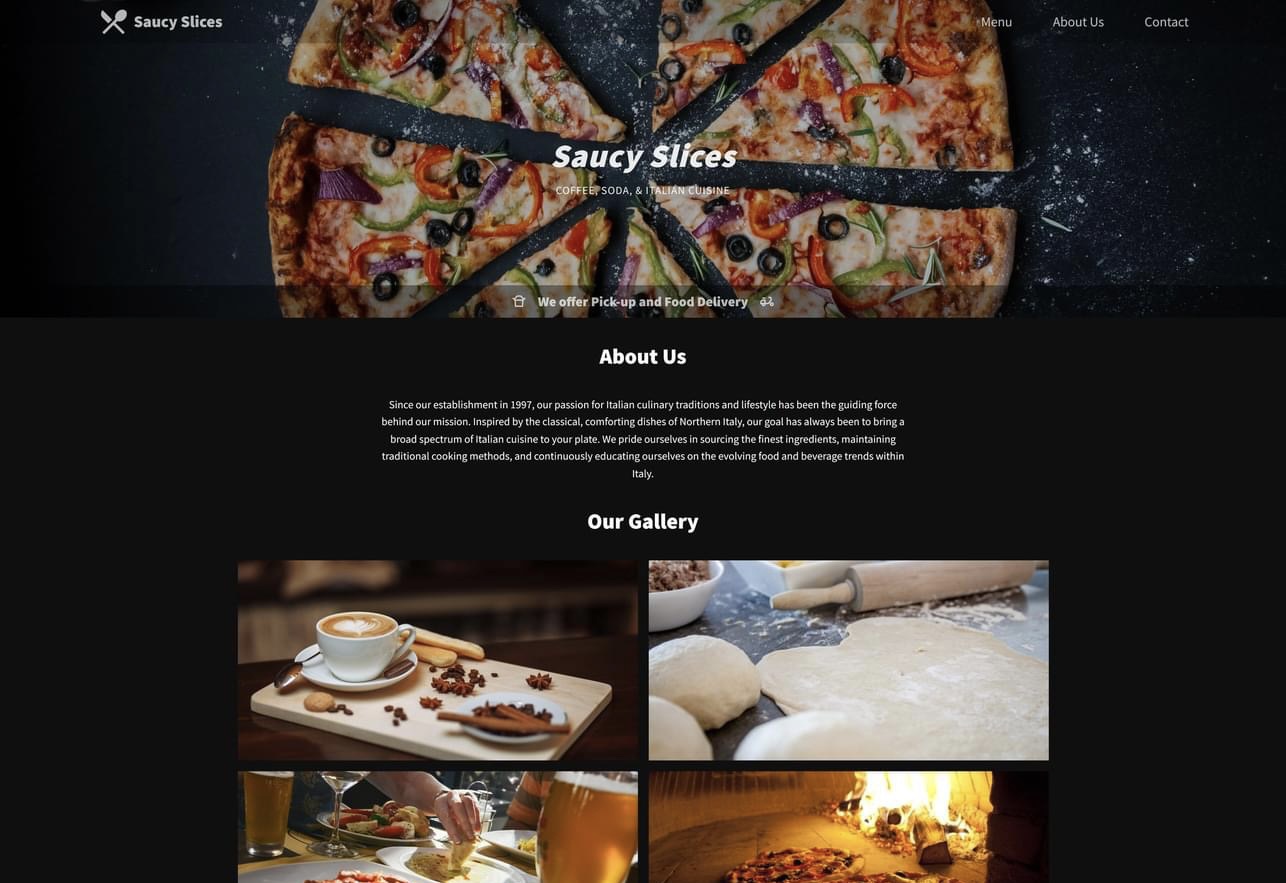 Saucy Slices
Menu About Us Contact
Saucy Slices
COFFEE, SODA, & ITALIAN CUISINE
We offer Pick-up and Food Delivery
About Us
Since our establishment in 1997, our passion for Italian culinary traditions and lifestyle has been the guiding force
behind our mission. Inspired by the classical, comforting dishes of Northern Italy, our goal has always been to bring a
broad spectrum of Italian cuisine to your plate. We pride ourselves in sourcing the finest ingredients, maintaining
traditional cooking methods, and continuously educating ourselves on the evolving food and beverage trends within
Italy.
Our Gallery